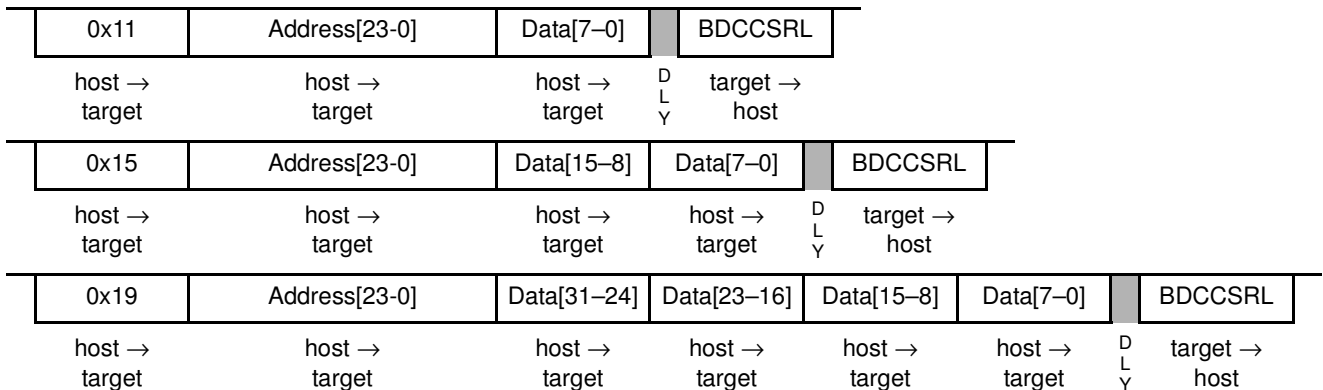 0x11 Address[23-0] Data[7–0] BDCCSRL
host → host → host → D L Y target →
target target target host
0x15 Address[23-0] Data[15–8] Data[7–0] BDCCSRL
host → host → host → host → D L Y target →
target target target target host
0x19 Address[23-0] Data[31–24] Data[23–16] Data[15–8] Data[7–0] BDCCSRL
host → host → host → host → host → host → D L Y target →
target target target target target target host